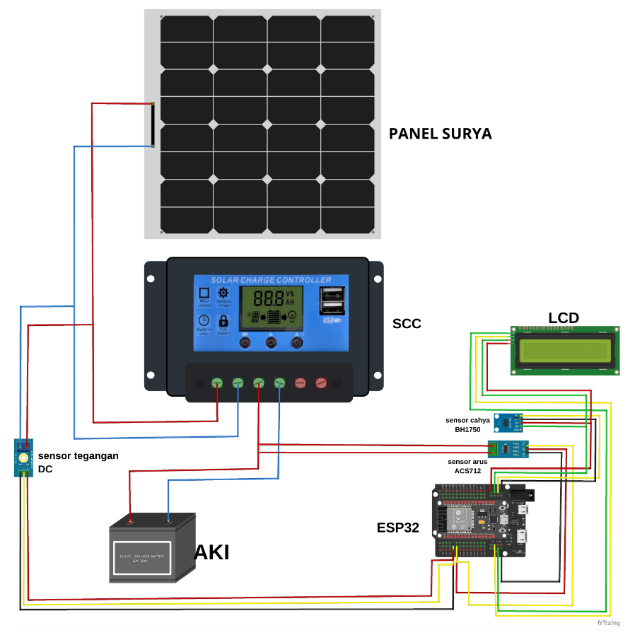 PANEL SURYA
SOLAR CHARGE CONTROLLER
SCC
LCD
sensor cahya
BH1750
sensor arus
ACS712
sensor tegangan
DC
ESP32
AKI
fritzing